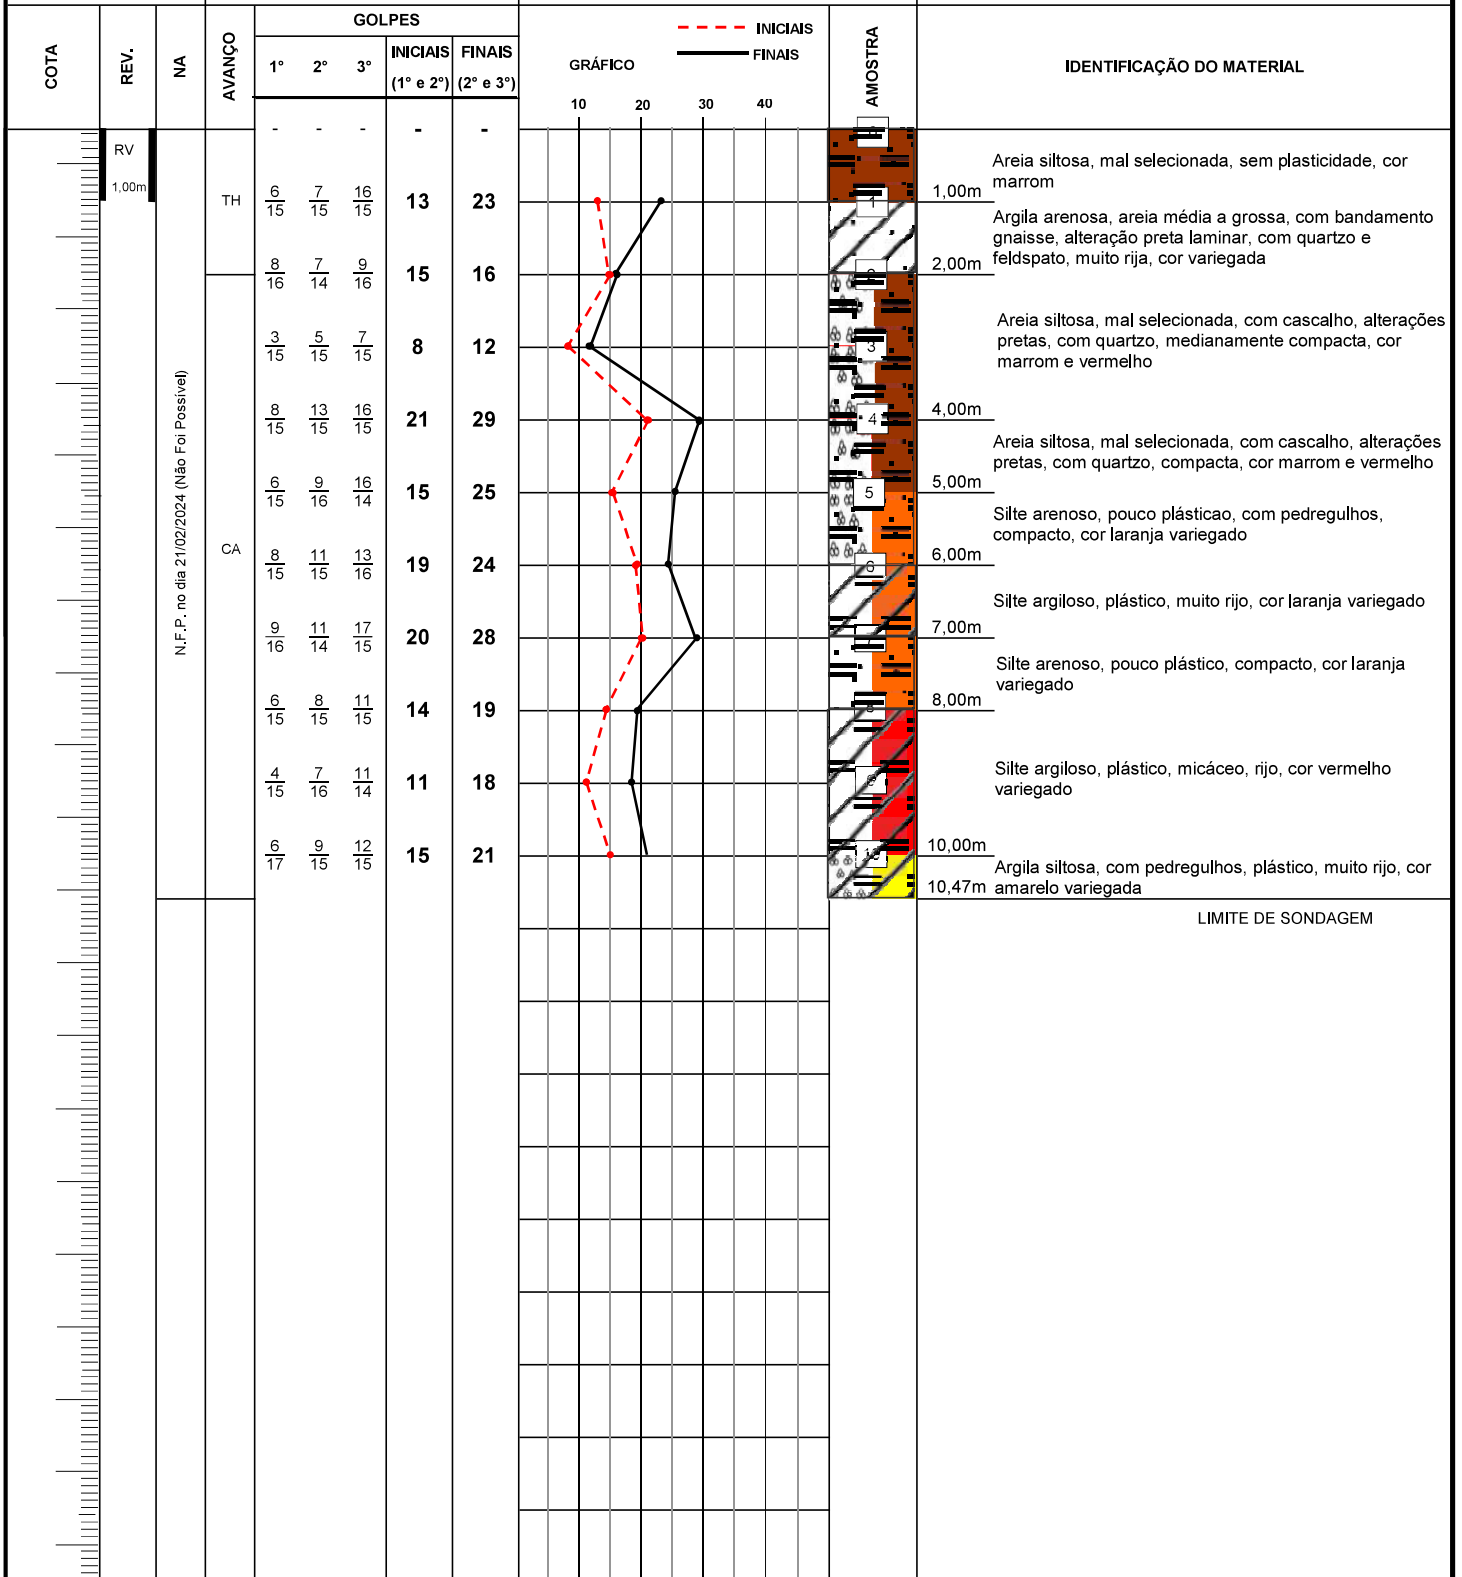 COTA
REV.
NA
AVANÇO
GOLPES
1° 2° 3°
INICIAIS
(1° e 2°)
FINAIS
(2° e 3°)
GRÁFICO
INICIAIS
FINAIS
10 20 30 40
AMOSTRA
IDENTIFICAÇÃO DO MATERIAL
- - - - -
RV
1,00m
TH
CA
N.F.P. no dia 21/02/2024 (Não Foi Possível)
6/15 7/15 16/15 13 23
8/16 7/14 9/16 15 16
3/15 5/15 7/15 8 12
8/15 13/15 16/15 21 29
6/15 9/16 16/14 15 25
8/15 11/15 13/16 19 24
9/16 11/14 17/15 20 28
6/15 8/15 11/15 14 19
4/15 7/16 11/14 11 18
6/17 9/15 12/15 15 21
0
1
2
3
4
5
6
7
8
9
10
Areia siltosa, mal selecionada, sem plasticidade, cor
marrom
1,00m
Argila arenosa, areia média a grossa, com bandamento
gnaisse, alteração preta laminar, com quartzo e
feldspato, muito rija, cor variegada
2,00m
Areia siltosa, mal selecionada, com cascalho, alterações
pretas, com quartzo, medianamente compacta, cor
marrom e vermelho
4,00m
Areia siltosa, mal selecionada, com cascalho, alterações
pretas, com quartzo, compacta, cor marrom e vermelho
5,00m
Silte arenoso, pouco plásticao, com pedregulhos,
compacto, cor laranja variegado
6,00m
Silte argiloso, plástico, muito rijo, cor laranja variegado
7,00m
Silte arenoso, pouco plástico, compacto, cor laranja
variegado
8,00m
Silte argiloso, plástico, micáceo, rijo, cor vermelho
variegado
10,00m
Argila siltosa, com pedregulhos, plástico, muito rijo, cor
amarelo variegada
10,47m
LIMITE DE SONDAGEM